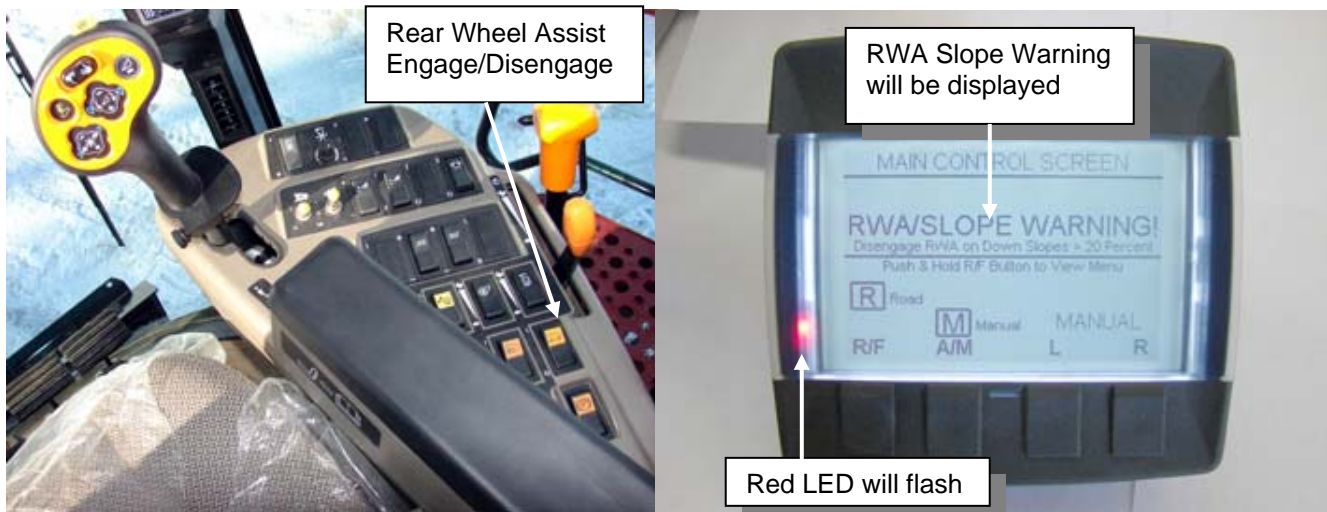 Rear Wheel Assist
Engage/Disengage
RWA Slope Warning
will be displayed
MAIN CONTROL SCREEN
RWA/SLOPE WARNING!
Disengage RWA on Down Slopes > 20 Percent
Push & Hold R/F Button to View Menu
R Road
M Manual
MANUAL
R/F
A/M
L
R
Red LED will flash